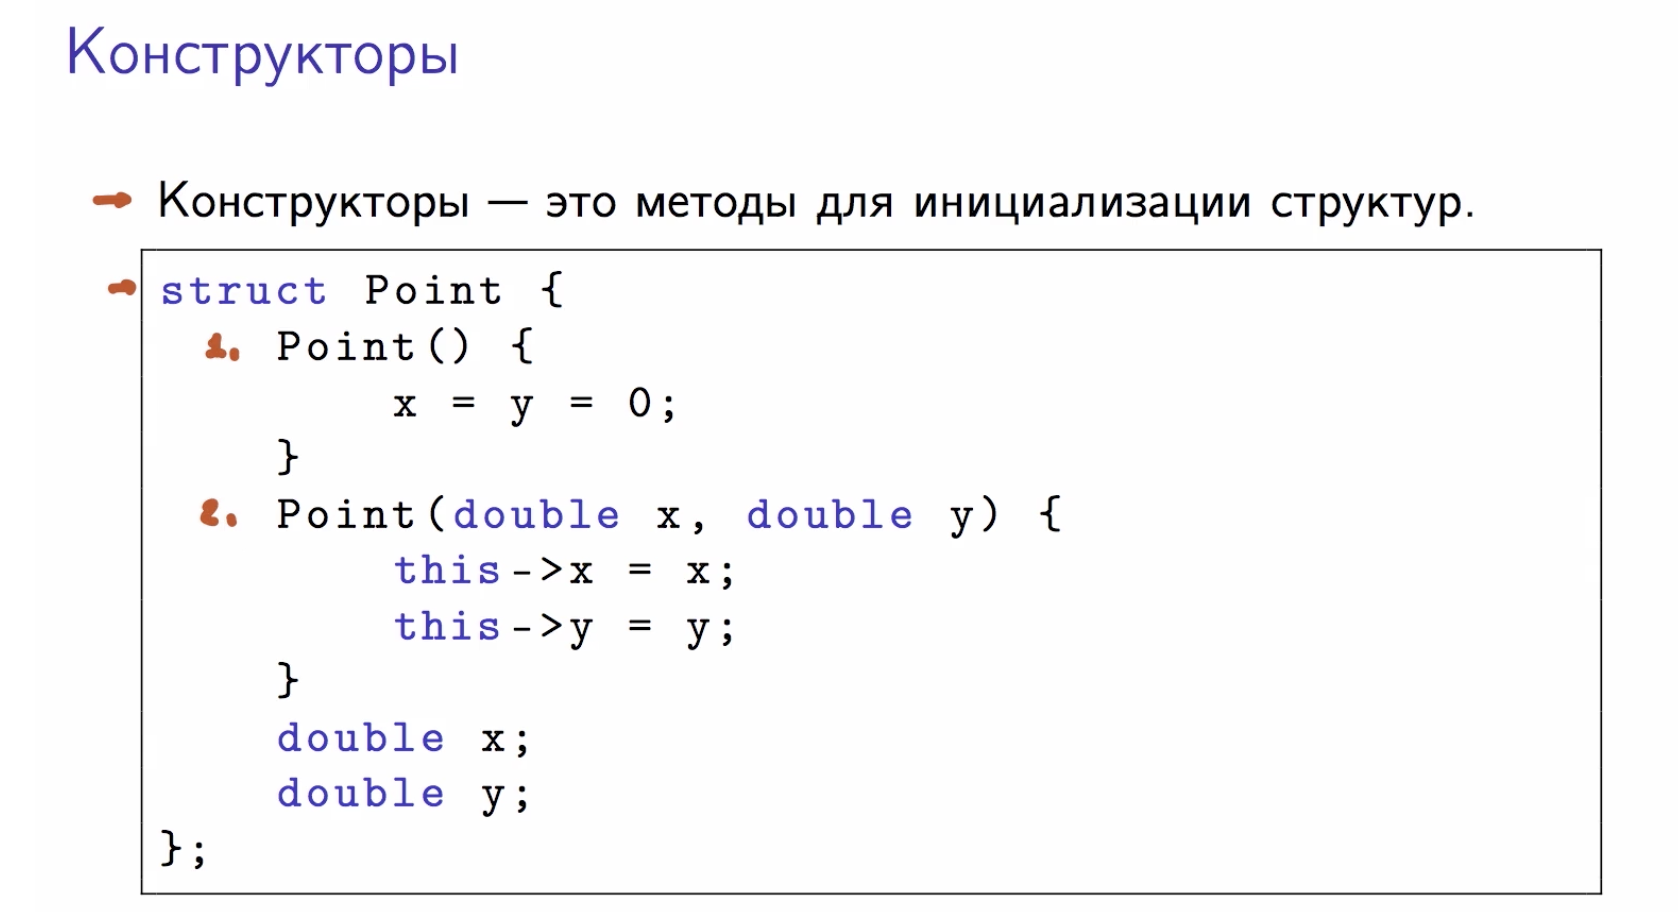 Конструкторы
Конструкторы — это методы для инициализации структур.
struct Point {
1. Point() {
x = y = 0;
}
2. Point(double x, double y) {
this->x = x;
this->y = y;
}
double x;
double y;
};